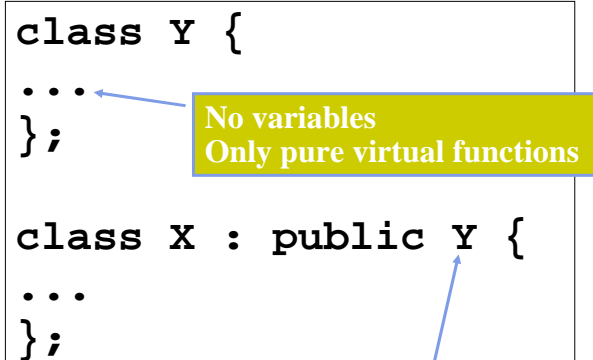 class Y {
...
No variables
Only pure virtual functions
};
class X : public Y {
...
};